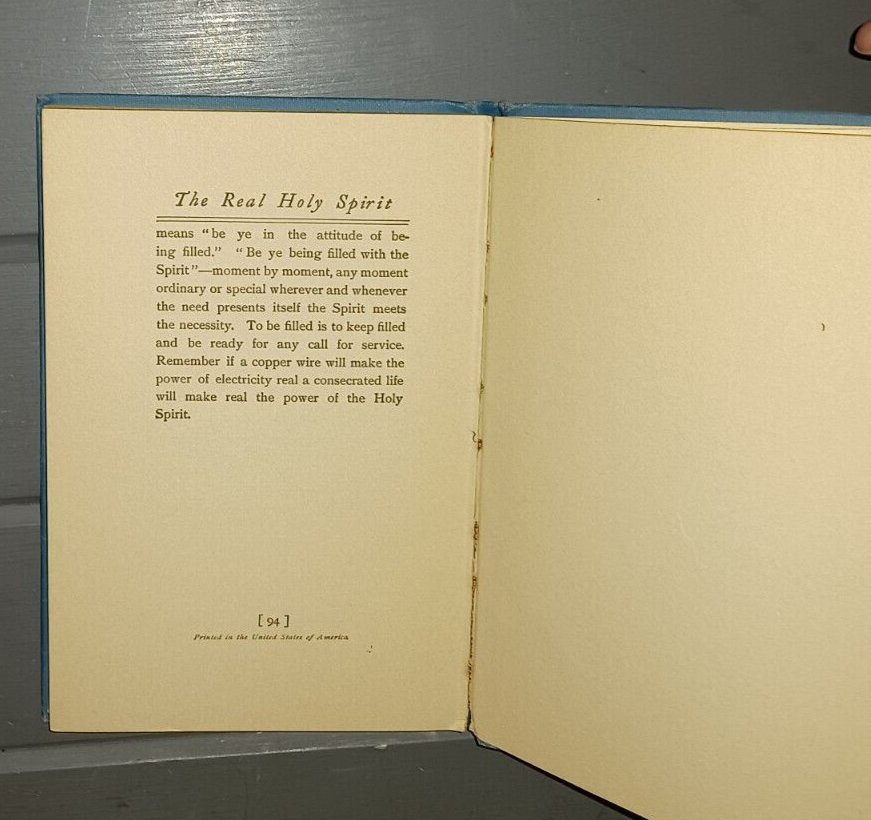 The Real Holy Spirit
means "be ye in the attitude of be-
ing filled." "Be ye being filled with the
Spirit"—moment by moment, any moment
ordinary or special wherever and whenever
the need presents itself the Spirit meets
the necessity. To be filled is to keep filled
and be ready for any call for service.
Remember if a copper wire will make the
power of electricity real a consecrated life
will make real the power of the Holy
Spirit.
[94]
Printed in the United States of America